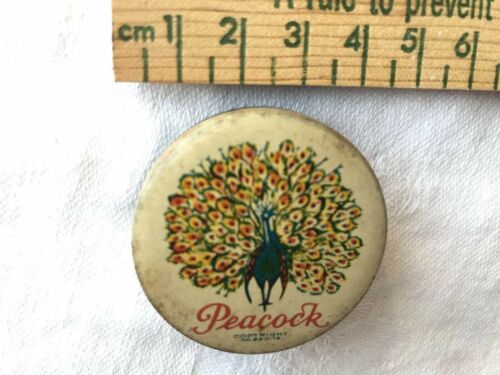 A rule to prevent
cm 1 2 3 4 5 6
Peacock
COPYRIGHT